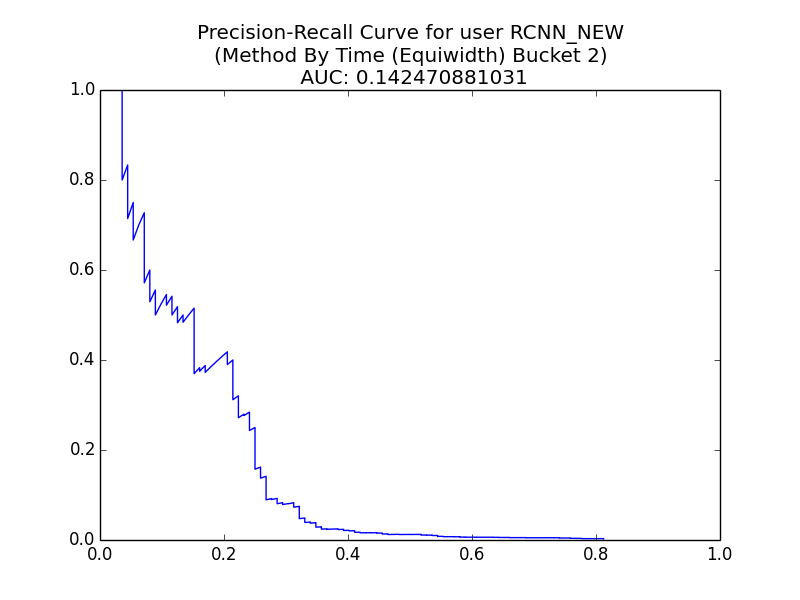 Precision-Recall Curve for user RCNN_NEW
(Method By Time (Equiwidth) Bucket 2)
AUC: 0.142470881031
1.0
0.8
0.6
0.4
0.2
0.0
0.0 0.2 0.4 0.6 0.8 1.0